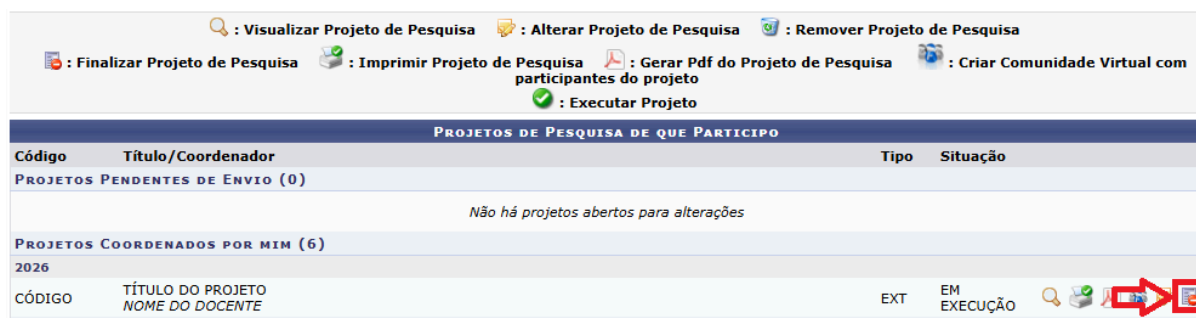 : Visualizar Projeto de Pesquisa : Alterar Projeto de Pesquisa : Remover Projeto de Pesquisa
: Finalizar Projeto de Pesquisa : Imprimir Projeto de Pesquisa : Gerar Pdf do Projeto de Pesquisa : Criar Comunidade Virtual com
participantes do projeto
: Executar Projeto
PROJETOS DE PESQUISA DE QUE PARTICIPO
Código Título/Coordenador Tipo Situação
PROJETOS PENDENTES DE ENVIO (0)
Não há projetos abertos para alterações
PROJETOS COORDENADOS POR MIM (6)
2026
CÓDIGO TÍTULO DO PROJETO EXT EM
NOME DO DOCENTE EXECUÇÃO